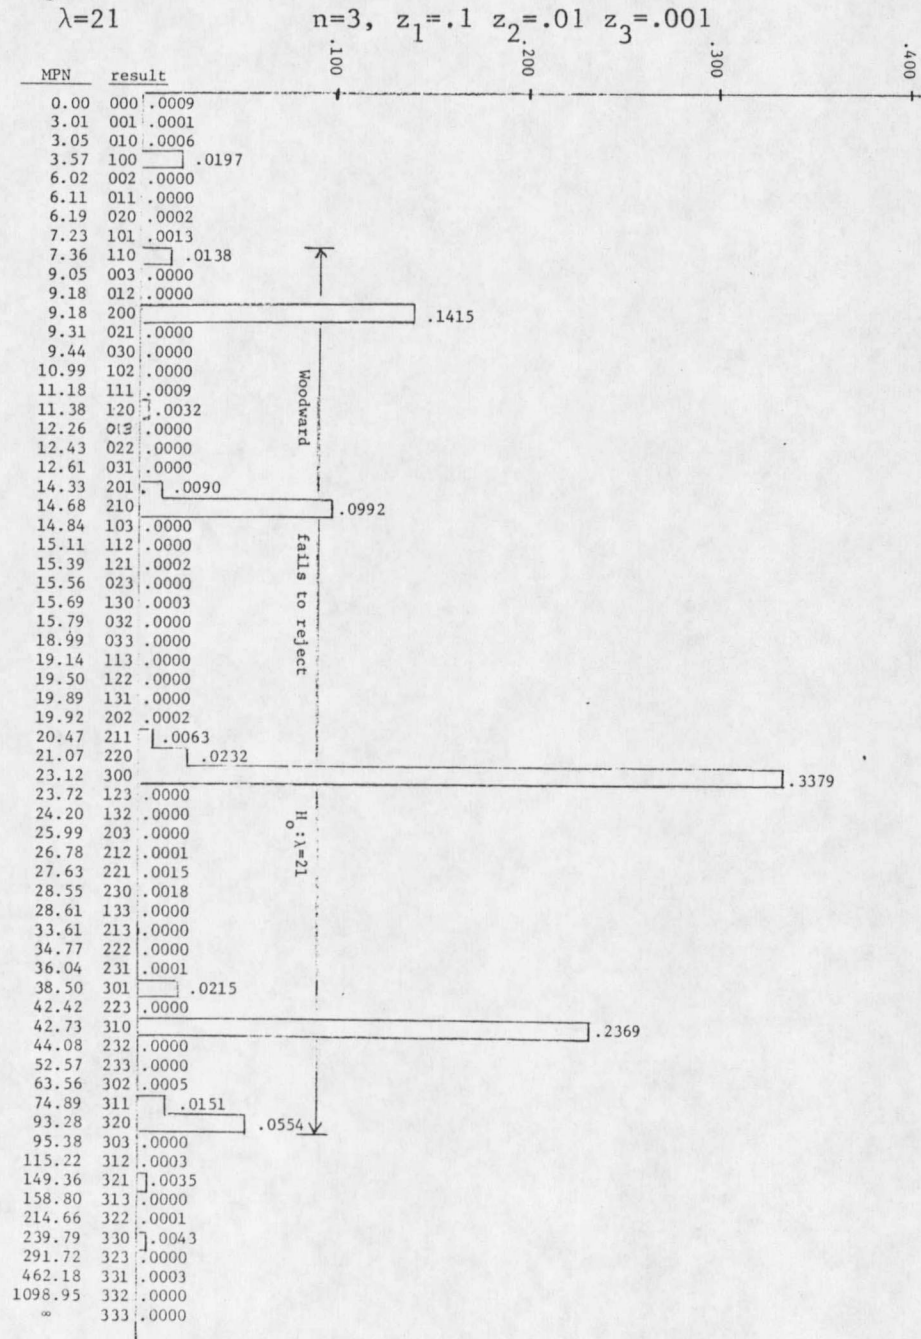 λ=21 n=3, z1=.1 z2=.01 z3=.001
.100 .200 .300 .400
MPN result
0.00 000 .0009
3.01 001 .0001
3.05 010 .0006
3.57 100 .0197
6.02 002 .0000
6.11 011 .0000
6.19 020 .0002
7.23 101 .0013
7.36 110 .0138
9.05 003 .0000
9.18 012 .0000
9.18 200 .1415
9.31 021 .0000
9.44 030 .0000
10.99 102 .0000
11.18 111 .0009
11.38 120 .0032
12.26 013 .0000
12.43 022 .0000
12.61 031 .0000
14.33 201 .0090
14.68 210 .0992
14.84 103 .0000
15.11 112 .0000
15.39 121 .0002
15.56 023 .0000
15.69 130 .0003
15.79 032 .0000
18.99 033 .0000
19.14 113 .0000
19.50 122 .0000
19.89 131 .0000
19.92 202 .0002
20.47 211 .0063
21.07 220 .0232
23.12 300 .3379
23.72 123 .0000
24.20 132 .0000
25.99 203 .0000
26.78 212 .0001
27.63 221 .0015
28.55 230 .0018
28.61 133 .0000
33.61 213 .0000
34.77 222 .0000
36.04 231 .0001
38.50 301 .0215
42.42 223 .0000
42.73 310 .2369
44.08 232 .0000
52.57 233 .0000
63.56 302 .0005
74.89 311 .0151
93.28 320 .0554
95.38 303 .0000
115.22 312 .0003
149.36 321 .0035
158.80 313 .0000
214.66 322 .0001
239.79 330 .0043
291.72 323 .0000
462.18 331 .0003
1098.95 332 .0000
∞ 333 .0000
Woodward fails to reject Ho:λ=21